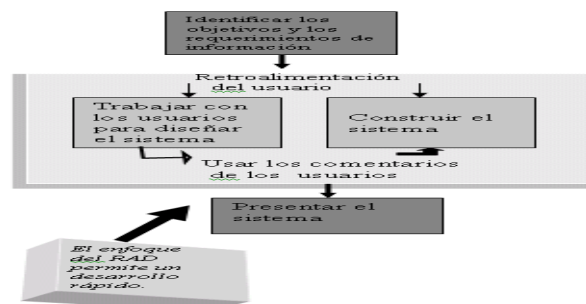 Identificar los
objetivos y los
requerimientos de
información
Retroalimentación
del usuario
Trabajar con
los usuarios
para diseñar
el sistema
Construir el
sistema
Usar los comentarios
de los usuarios
Presentar el
sistema
El enfoque
del RAD
permite un
desarrollo
rápido.